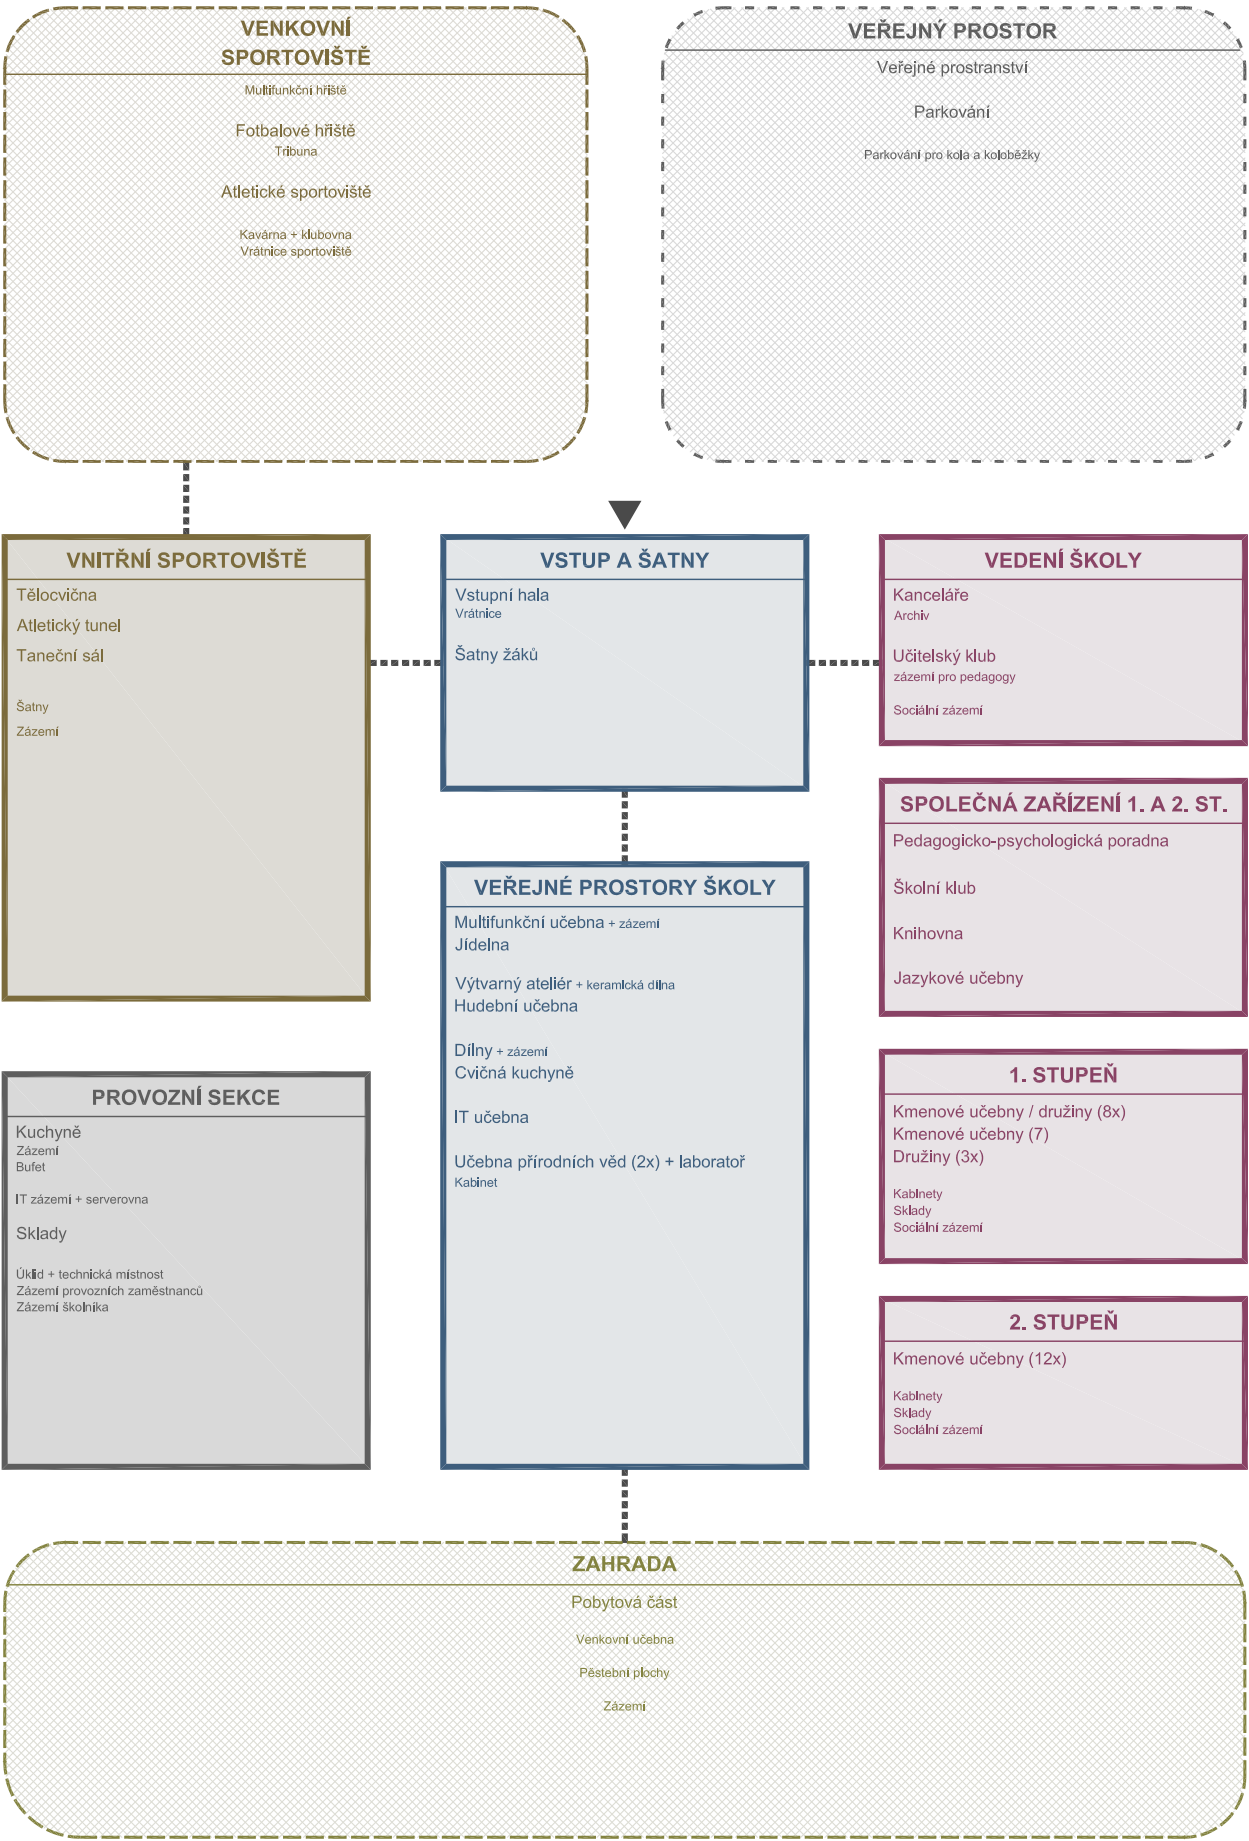 VENKOVNÍ
SPORTOVIŠTĚ
Multifunkční hřiště
Fotbalové hřiště
Tribuna
Atletické sportoviště
Kavárna + klubovna
Vrátnice sportoviště
VEŘEJNÝ PROSTOR
Veřejné prostranství
Parkování
Parkování pro kola a koloběžky
VNITŘNÍ SPORTOVIŠTĚ
Tělocvična
Atletický tunel
Taneční sál
Šatny
Zázemí
VSTUP A ŠATNY
Vstupní hala
Vrátnice
Šatny žáků
VEDENÍ ŠKOLY
Kanceláře
Archiv
Učitelský klub
zázemí pro pedagogy
Sociální zázemí
SPOLEČNÁ ZAŘÍZENÍ 1. A 2. ST.
Pedagogicko-psychologická poradna
Školní klub
Knihovna
Jazykové učebny
VEŘEJNÉ PROSTORY ŠKOLY
Multifunkční učebna + zázemí
Jídelna
Výtvarný ateliér + keramická dílna
Hudební učebna
Dílny + zázemí
Cvičná kuchyně
IT učebna
Učebna přírodních věd (2x) + laboratoř
Kabinet
PROVOZNÍ SEKCE
Kuchyně
Zázemí
Bufet
IT zázemí + serverovna
Sklady
Úklid + technická místnost
Zázemí provozních zaměstnanců
Zázemí školníka
1. STUPEŇ
Kmenové učebny / družiny (8x)
Kmenové učebny (7)
Družiny (3x)
Kabinety
Sklady
Sociální zázemí
2. STUPEŇ
Kmenové učebny (12x)
Kabinety
Sklady
Sociální zázemí
ZAHRADA
Pobytová část
Venkovní učebna
Pěstební plochy
Zázemí